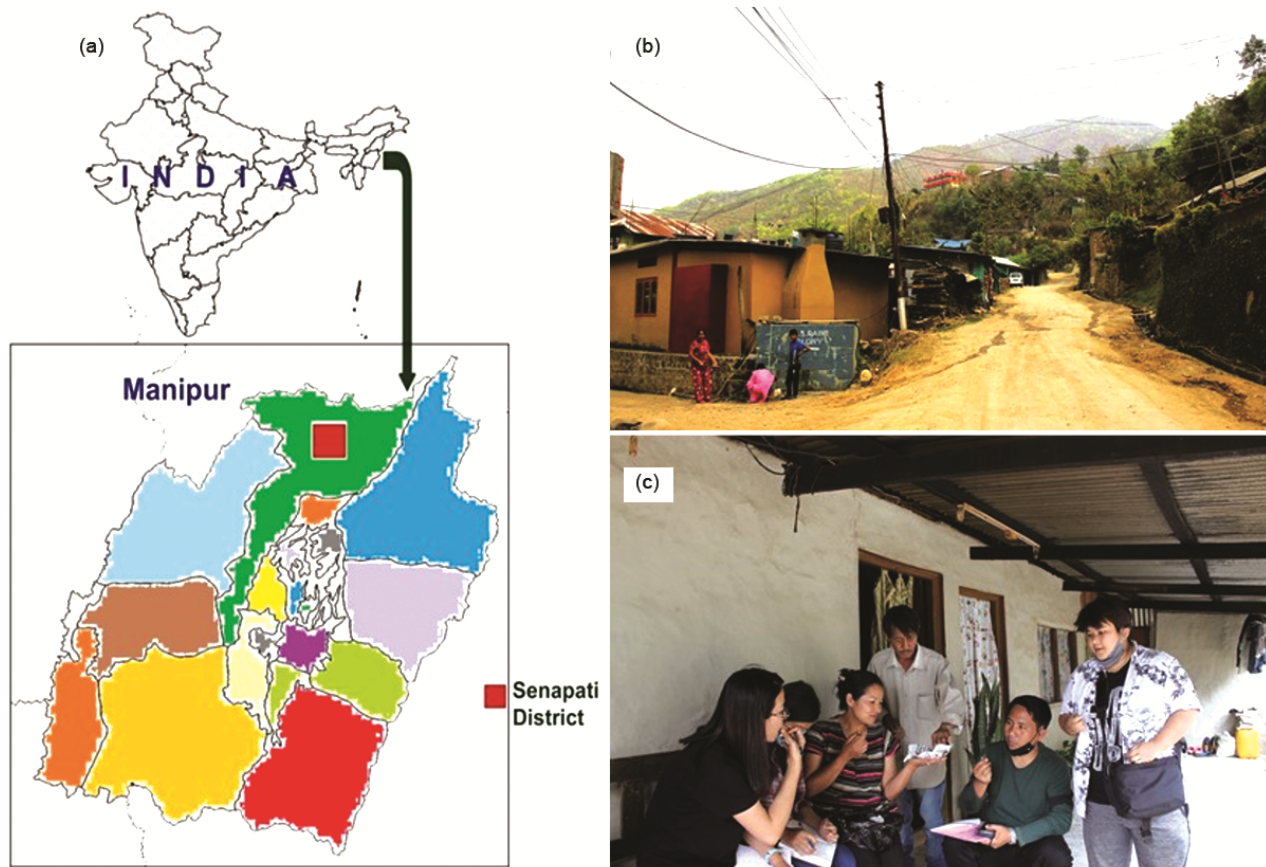 (a)
I N D I A
Manipur
Senapati
District
(b)
(c)